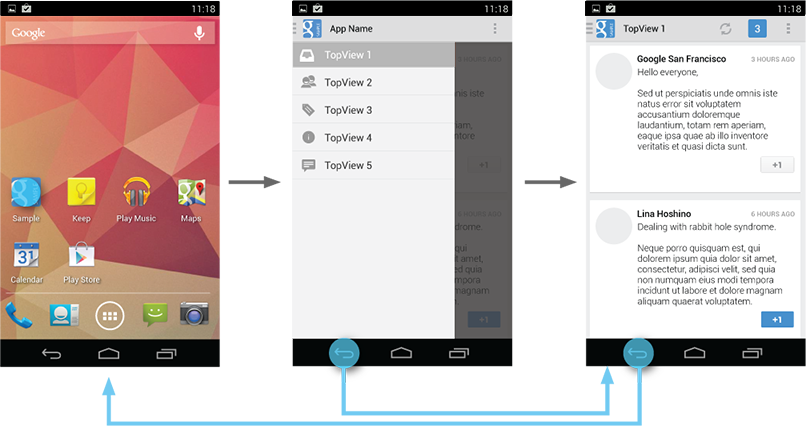 11:18
Google
Sample
Keep
Play Music
Maps
31
Calendar
Play Store
11:18
App Name
TopView 1
TopView 2
TopView 3
TopView 4
TopView 5
3 HOURS AGO
omnis iste
aperiam,
inventore
+1
6 HOURS AGO
syndrome.
qui
sit amet,
sed quia
tempora
magnam
+1
11:18
TopView 1
3
Google San Francisco
3 HOURS AGO
Hello everyone,
Sed ut perspiciatis unde omnis iste
natus error sit voluptatem
accusantium doloremque
laudantium, totam rem aperiam,
eaque ipsa quae ab illo inventore
veritatis et quasi dicta sunt.
+1
Lina Hoshino
6 HOURS AGO
Dealing with rabbit hole syndrome.
Neque porro quisquam est, qui
dolorem ipsum quia dolor sit amet,
consectetur, adipisci velit, sed quia
non numquam eius modi tempora
incidunt ut labore et dolore magnam
aliquam quaerat voluptatem.
+1